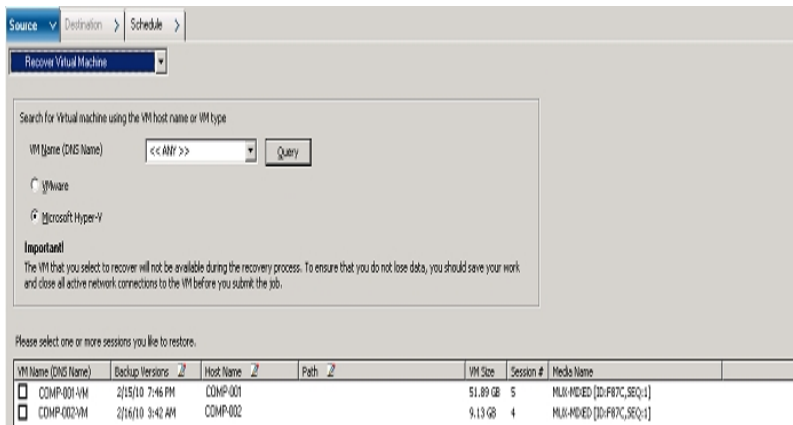 Source Destination Schedule
Recover Virtual Machine
Search for Virtual machine using the VM host name or VM type
VM Name (DNS Name) << ANY >> Query
VMware
Microsoft Hyper-V
Important!
The VM that you select to recover will not be available during the recovery process. To ensure that you do not lose data, you should save your work
and close all active network connections to the VM before you submit the job.
Please select one or more sessions you like to restore.
VM Name (DNS Name) Backup Versions Host Name Path VM Size Session # Media Name
COMP-001-VM 2/15/10 7:46 PM COMP-001 51.89 GB 5 MUX-MIXED [ID:F87C,SEQ:1]
COMP-002-VM 2/16/10 3:42 AM COMP-002 9.13 GB 4 MUX-MIXED [ID:F87C,SEQ:1]